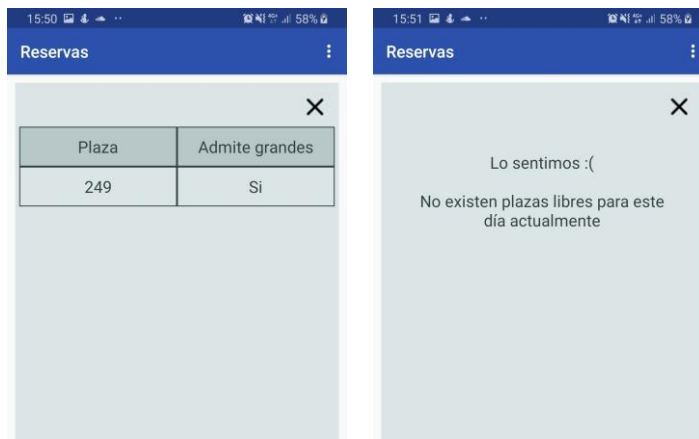 15:50
58%
Reservas
Plaza Admite grandes
249 Si
15:51
58%
Reservas
Lo sentimos :(
No existen plazas libres para este
día actualmente